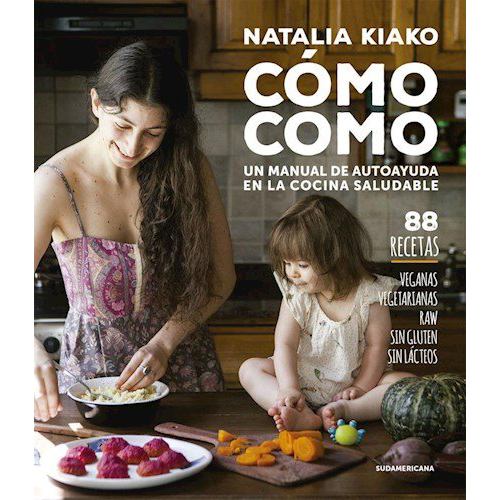 NATALIA KIAKO
CÓMO
COMO
UN MANUAL DE AUTOAYUDA
EN LA COCINA SALUDABLE
88
RECETAS
VEGANAS
VEGETARIANAS
RAW
SIN GLUTEN
SIN LÁCTEOS
SUDAMERICANA